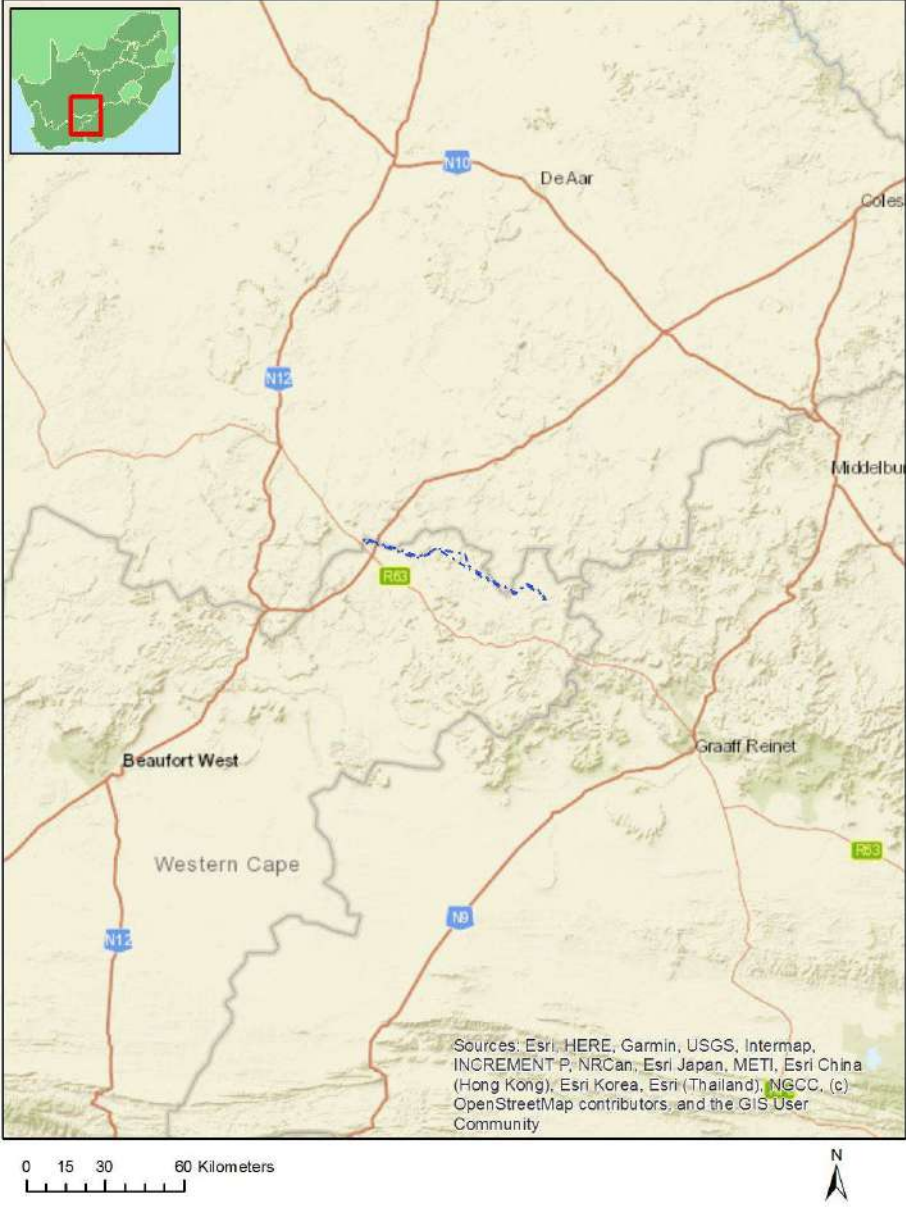 N10
De Aar
Coles
N12
Middelbu
R63
Beaufort West
Graaff Reinet
Western Cape
R63
N9
N12
Sources: Esri, HERE, Garmin, USGS, Intermap,
INCREMENT P, NRCan, Esri Japan, METI, Esri China
(Hong Kong), Esri Korea, Esri (Thailand), NGCC, (c)
OpenStreetMap contributors, and the GIS User
Community
0 15 30 60 Kilometers
N